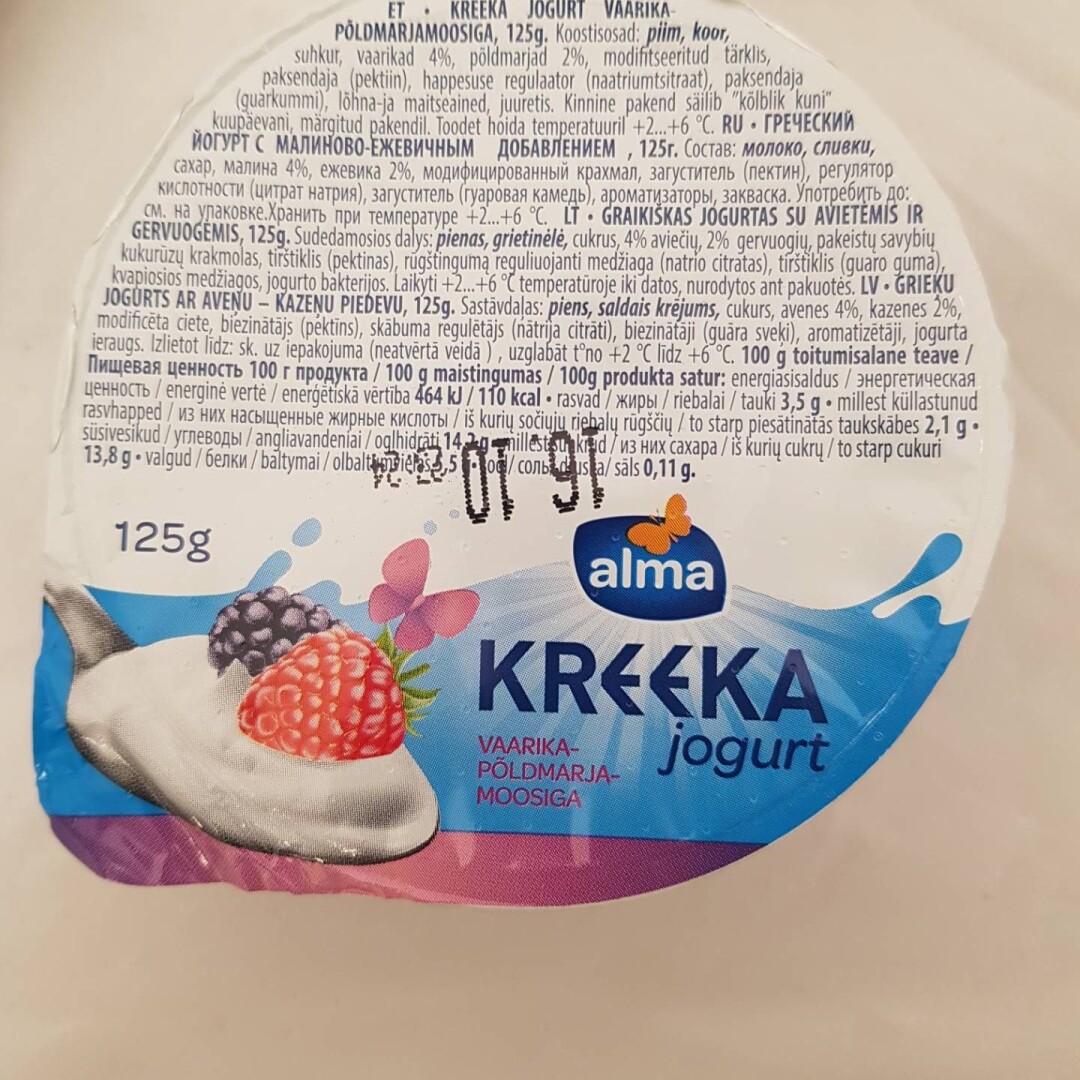 ET • KREEKA JOGURT VAARIKA-
PÕLDMARJAMOOSIGA, 125g. Koostisosad: piim, koor,
suhkur, vaarikad 4%, põldmarjad 2%, modifitseeritud tärklis,
paksendaja (pektiin), happesuse regulaator (naatriumtsitraat), paksendaja
(guarkummi), lõhna-ja maitseained, juuretis. Kinnine pakend säilib "kõlblik kuni"
kuupäevani, märgitud pakendil. Toodet hoida temperatuuril +2...+6 °C. RU • ГРЕЧЕСКИЙ
ЙОГУРТ С МАЛИНОВО-ЕЖЕВИЧНЫМ ДОБАВЛЕНИЕМ , 125г. Состав: молоко, сливки,
сахар, малина 4%, ежевика 2%, модифицированный крахмал, загуститель (пектин), регулятор
кислотности (цитрат натрия), загуститель (гуаровая камедь), ароматизаторы, закваска. Употребить до:
см. на упаковке.Хранить при температуре +2...+6 °C. LT • GRAIKIŠKAS JOGURTAS SU AVIETĖMIS IR
GERVUOGĖMIS, 125g. Sudedamosios dalys: pienas, grietinėlė, cukrus, 4% aviečių, 2% gervuogių, pakeistų savybių
kukurūzų krakmolas, tirštiklis (pektinas), rūgštingumą reguliuojanti medžiaga (natrio citratas), tirštiklis (guaro guma),
kvapiosios medžiagos, jogurto bakterijos. Laikyti +2...+6 °C temperatūroje iki datos, nurodytos ant pakuotės. LV • GRIEĶU
JOGURTS AR AVEŅU – KAZEŅU PIEDEVU, 125g. Sastāvdaļas: piens, saldais krējums, cukurs, avenes 4%, kazenes 2%,
modificēta ciete, biezinātājs (pektīns), skābuma regulētājs (nātrija citrāti), biezinātāji (guāra sveķi), aromatizētāji, jogurta
ieraugs. Izlietot līdz: sk. uz iepakojuma (neatvērtā veidā ) , uzglabāt t°no +2 °C līdz +6 °C. 100 g toitumisalane teave /
Пищевая ценность 100 г продукта / 100 g maistingumas / 100g produkta satur: energiasisaldus / энергетическая
ценность / energinė vertė / enerģētiskā vērtība 464 kJ / 110 kcal • rasvad / жиры / riebalai / tauki 3,5 g • millest küllastunud
rasvhapped / из них насыщенные жирные кислоты / iš kurių sočiųjų riebalų rūgščių / to starp piesātinātās taukskābes 2,1 g •
süsivesikud / углеводы / angliavandeniai / ogļhidrāti 14,2 g • millest suhkrud / из них сахара / iš kurių cukrų / to starp cukuri
13,8 g • valgud / белки / baltymai / olbaltumvielas 3,5 / соль / druska / sāls 0,11 g.
16.10
125g
alma
KREEKA
jogurt
VAARIKA-
PÕLDMARJA-
MOOSIGA